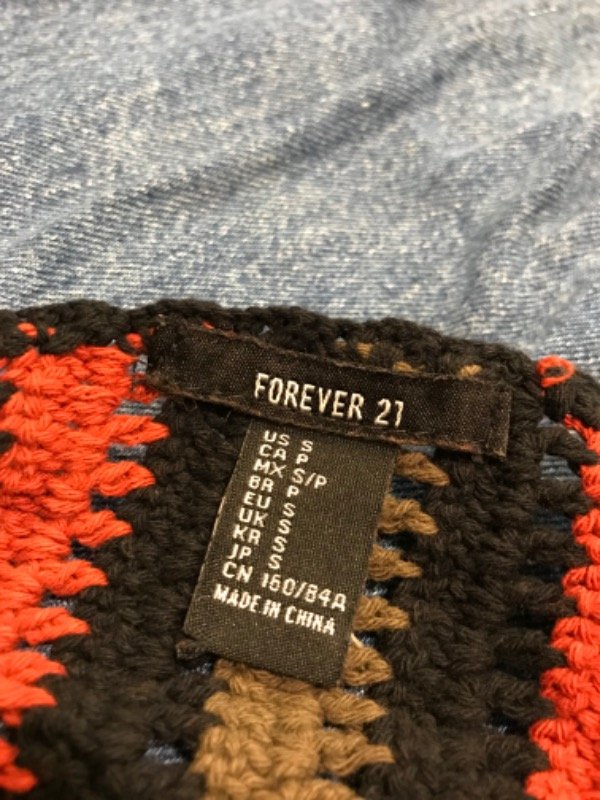 FOREVER 21
US S
CA P
MX S/P
BR P
EU S
UK S
KR S
JP S
CN 160/84A
MADE IN CHINA